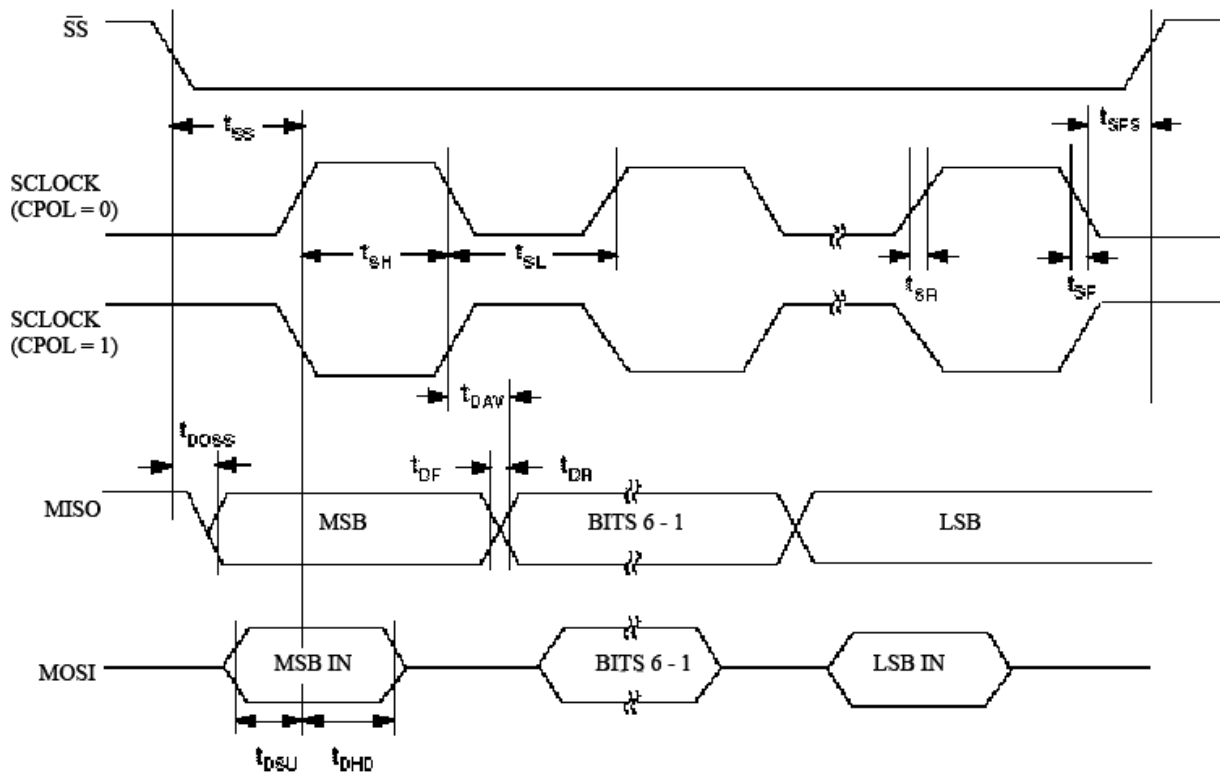 SS
tSS
tSFS
SCLOCK
(CPOL = 0)
tSH
tSL
tSR
tSF
SCLOCK
(CPOL = 1)
tDAV
tDOSS
tDF
tDR
MISO
MSB
BITS 6 - 1
LSB
MOSI
MSB IN
BITS 6 - 1
LSB IN
tDSU
tDHD